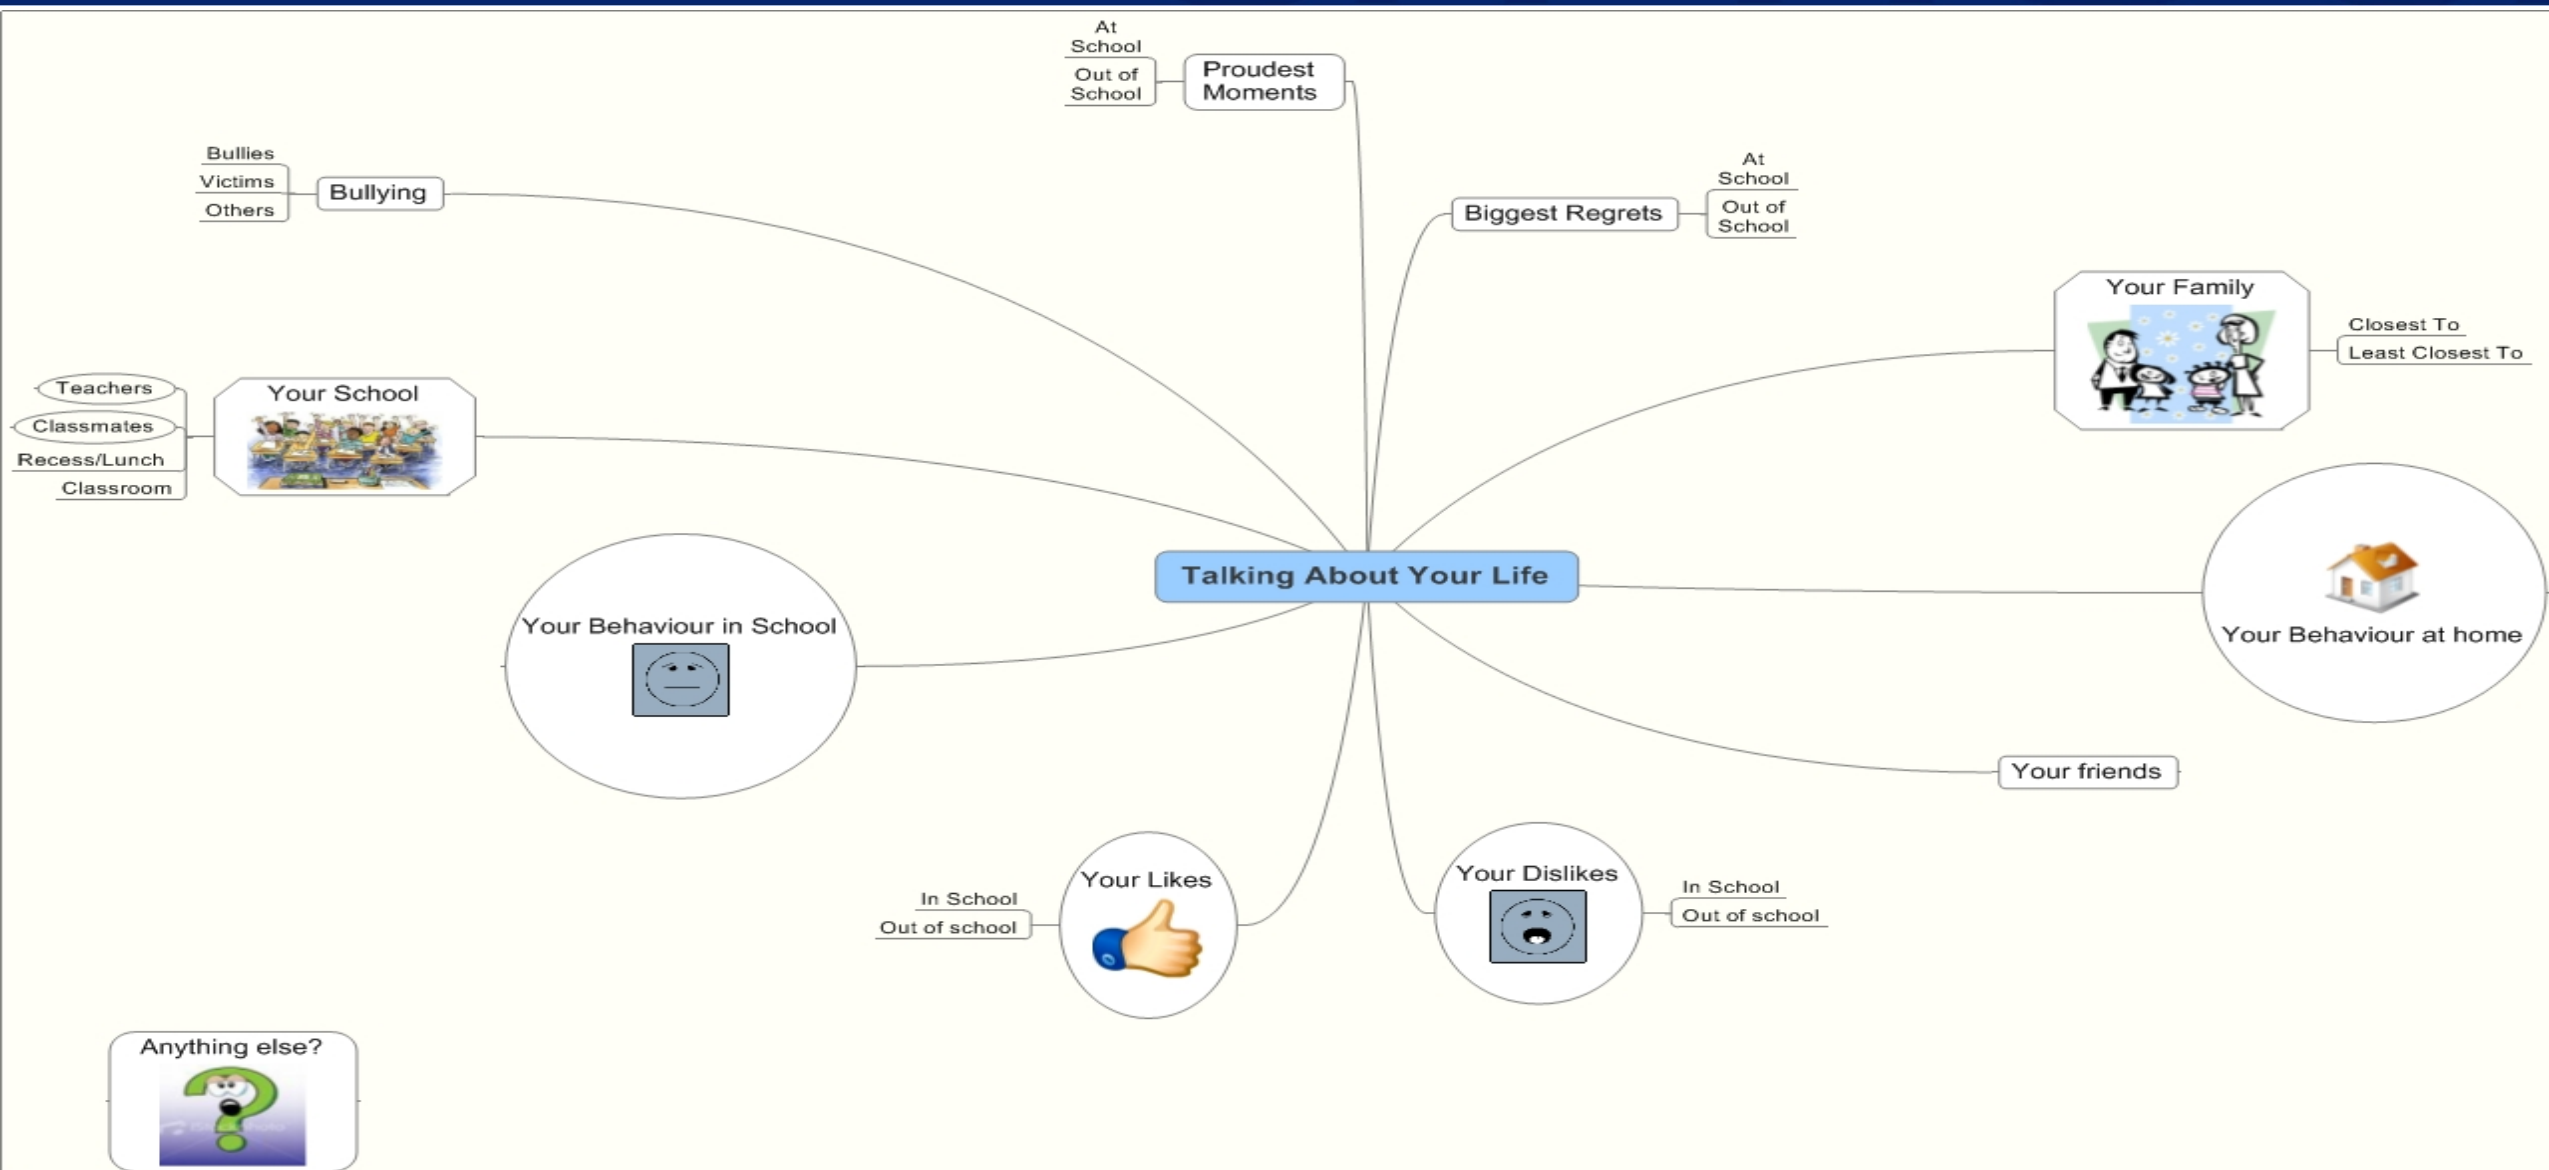 At
School
Out of
School
Proudest
Moments
Bullies
Victims
Others
Bullying
At
School
Out of
School
Biggest Regrets
Your Family
Closest To
Least Closest To
Teachers
Classmates
Recess/Lunch
Classroom
Your School
Talking About Your Life
Your Behaviour in School
Your Behaviour at home
Your friends
Your Likes
In School
Out of school
Your Dislikes
In School
Out of school
Anything else?